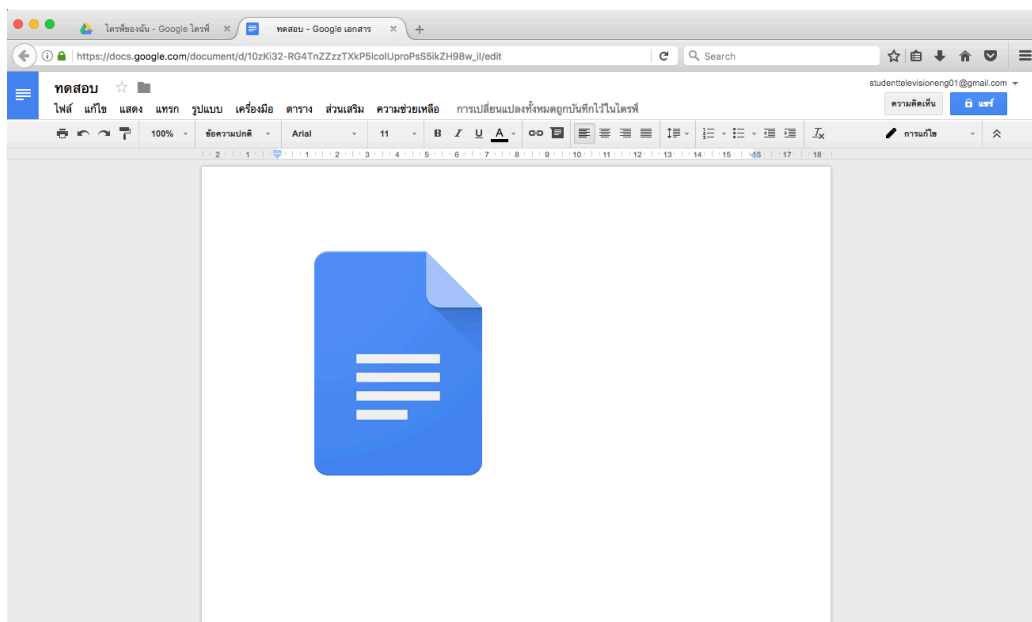 ไดรฟ์ของฉัน - Google ไดรฟ์
ทดสอบ - Google เอกสาร
https://docs.google.com/document/d/10zKi32-RG4TnZZzzTXkP5IcolUproPsS5ikZH98w_iI/edit
Search
ทดสอบ
studenttelevisioneng01@gmail.com
ไฟล์ แก้ไข แสดง แทรก รูปแบบ เครื่องมือ ตาราง ส่วนเสริม ความช่วยเหลือ การเปลี่ยนแปลงทั้งหมดถูกบันทึกไว้ในไดรฟ์
ความคิดเห็น
แชร์
100% ข้อความปกติ Arial 11 B I U A การแก้ไข
2 1 1 2 3 4 5 6 7 8 9 10 11 12 13 14 15 16 17 18